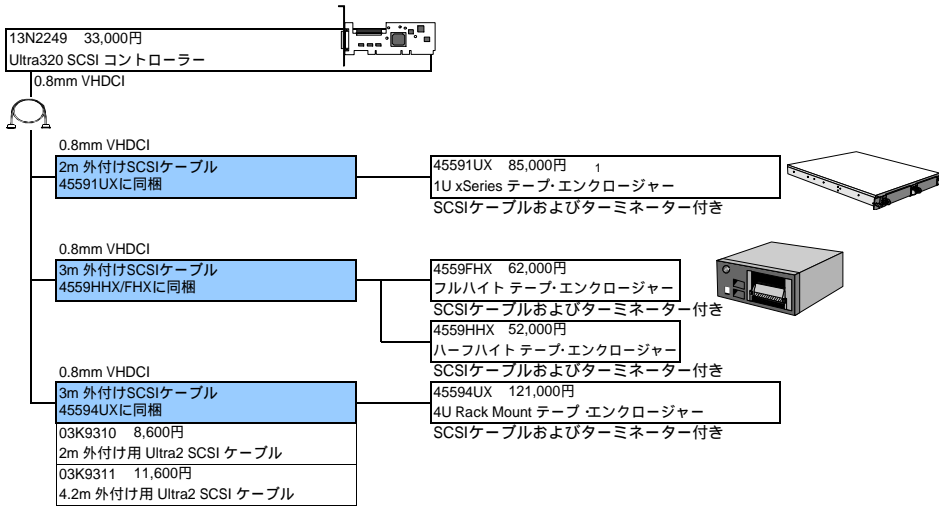 13N2249 33,000円
Ultra320 SCSI コントローラー
0.8mm VHDCI
0.8mm VHDCI
2m 外付けSCSIケーブル
45591UXに同梱
45591UX 85,000円 1
1U xSeries テープ・エンクロージャー
SCSIケーブルおよびターミネーター付き
0.8mm VHDCI
3m 外付けSCSIケーブル
4559HHX/FHXに同梱
4559FHX 62,000円
フルハイト テープ・エンクロージャー
SCSIケーブルおよびターミネーター付き
4559HHX 52,000円
ハーフハイト テープ・エンクロージャー
SCSIケーブルおよびターミネーター付き
0.8mm VHDCI
3m 外付けSCSIケーブル
45594UXに同梱
45594UX 121,000円
4U Rack Mount テープ・エンクロージャー
SCSIケーブルおよびターミネーター付き
03K9310 8,600円
2m 外付け用 Ultra2 SCSI ケーブル
03K9311 11,600円
4.2m 外付け用 Ultra2 SCSI ケーブル